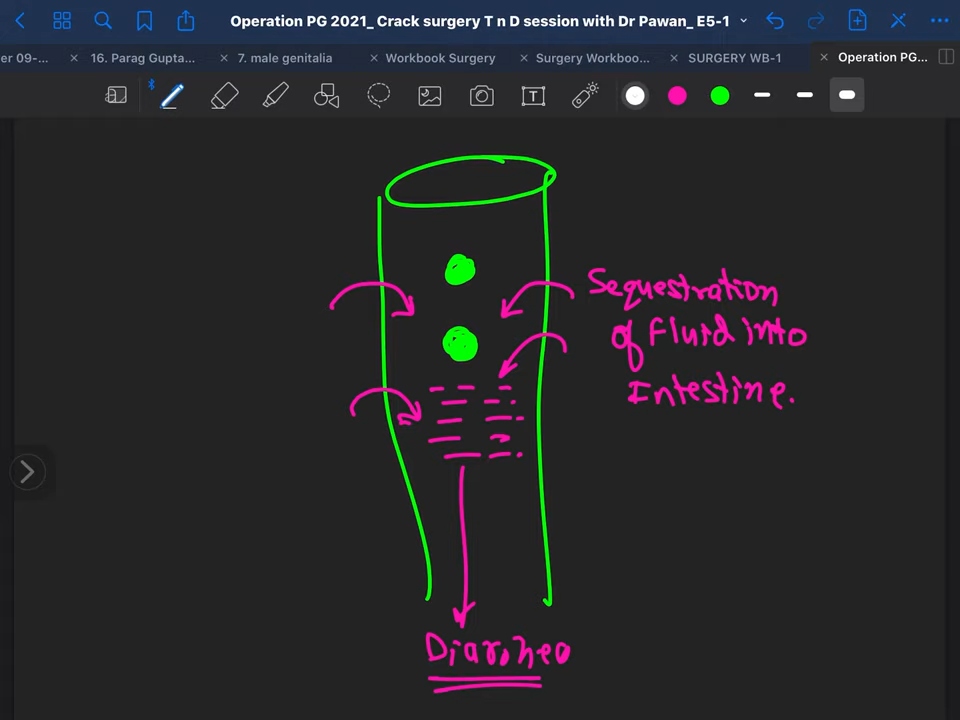 Operation PG 2021_ Crack surgery T n D session with Dr Pawan_ E5-1
er 09-...
16. Parag Gupta...
7. male genitalia
Workbook Surgery
Surgery Workboo...
SURGERY WB-1
Operation PG...
T
Sequestration
of Fluid into
Intestine.
Diarrhea